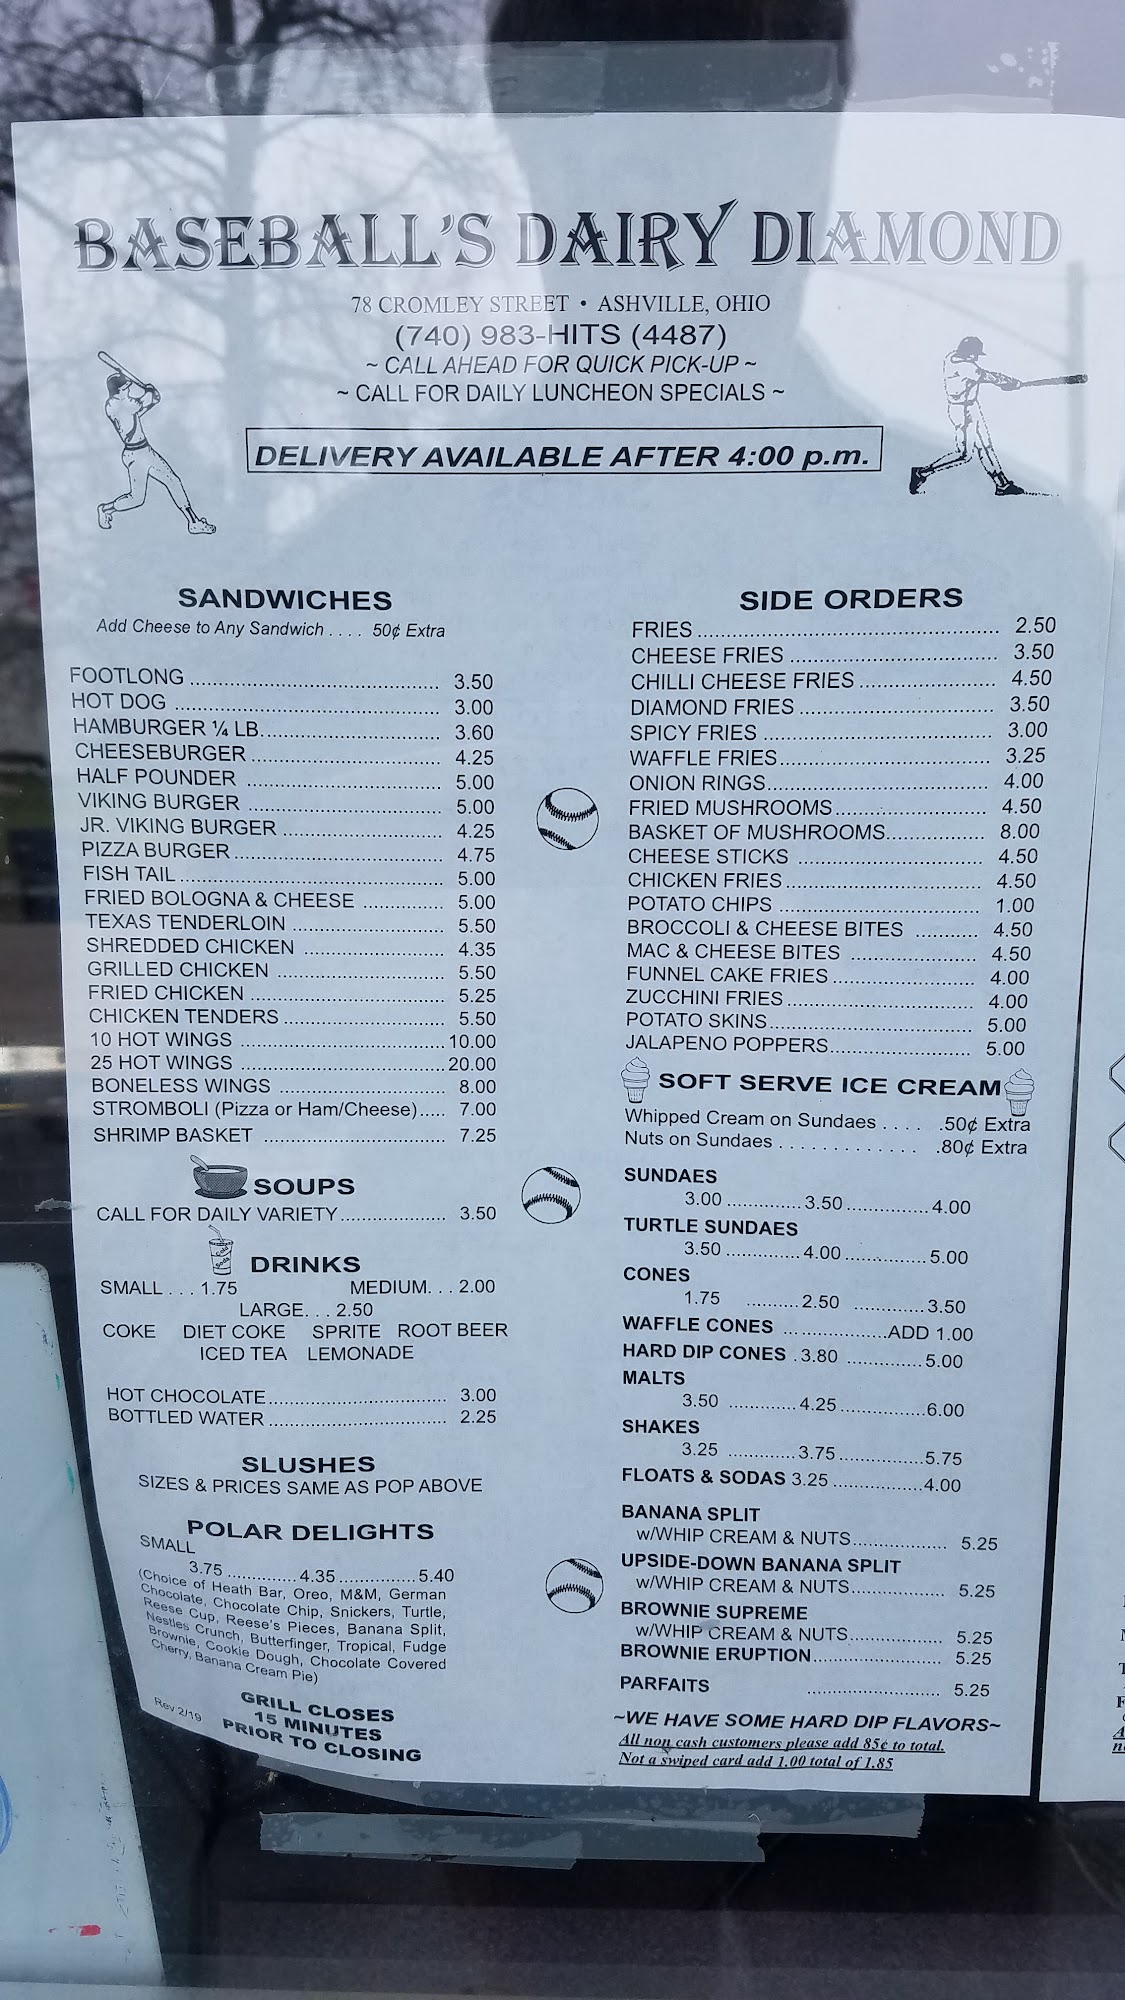 BASEBALL'S DAIRY DIAMOND
78 CROMLEY STREET • ASHVILLE, OHIO
(740) 983-HITS (4487)
~ CALL AHEAD FOR QUICK PICK-UP ~
~ CALL FOR DAILY LUNCHEON SPECIALS ~
DELIVERY AVAILABLE AFTER 4:00 p.m.
SANDWICHES
Add Cheese to Any Sandwich . . . . 50¢ Extra
FOOTLONG ........ 3.50
HOT DOG ........ 3.00
HAMBURGER ¼ LB. ........ 3.60
CHEESEBURGER ........ 4.25
HALF POUNDER ........ 5.00
VIKING BURGER ........ 5.00
JR. VIKING BURGER ........ 4.25
PIZZA BURGER ........ 4.75
FISH TAIL ........ 5.00
FRIED BOLOGNA & CHEESE ........ 5.00
TEXAS TENDERLOIN ........ 5.50
SHREDDED CHICKEN ........ 4.35
GRILLED CHICKEN ........ 5.50
FRIED CHICKEN ........ 5.25
CHICKEN TENDERS ........ 5.50
10 HOT WINGS ........ 10.00
25 HOT WINGS ........ 20.00
BONELESS WINGS ........ 8.00
STROMBOLI (Pizza or Ham/Cheese)..... 7.00
SHRIMP BASKET ........ 7.25
SOUPS
CALL FOR DAILY VARIETY ........ 3.50
DRINKS
SMALL . . . 1.75 MEDIUM. . . 2.00
LARGE. . . 2.50
COKE DIET COKE SPRITE ROOT BEER
ICED TEA LEMONADE
HOT CHOCOLATE ........ 3.00
BOTTLED WATER ........ 2.25
SLUSHES
SIZES & PRICES SAME AS POP ABOVE
POLAR DELIGHTS
SMALL
3.75 ........ 4.35 ........ 5.40
(Choice of Heath Bar, Oreo, M&M, German
Chocolate, Chocolate Chip, Snickers, Turtle,
Reese Cup, Reese's Pieces, Banana Split,
Nestles Crunch, Butterfinger, Tropical, Fudge
Brownie, Cookie Dough, Chocolate Covered
Cherry, Banana Cream Pie)
Rev 2/19
GRILL CLOSES
15 MINUTES
PRIOR TO CLOSING
SIDE ORDERS
FRIES ........ 2.50
CHEESE FRIES ........ 3.50
CHILLI CHEESE FRIES ........ 4.50
DIAMOND FRIES ........ 3.50
SPICY FRIES ........ 3.00
WAFFLE FRIES ........ 3.25
ONION RINGS ........ 4.00
FRIED MUSHROOMS ........ 4.50
BASKET OF MUSHROOMS ........ 8.00
CHEESE STICKS ........ 4.50
CHICKEN FRIES ........ 4.50
POTATO CHIPS ........ 1.00
BROCCOLI & CHEESE BITES ........ 4.50
MAC & CHEESE BITES ........ 4.50
FUNNEL CAKE FRIES ........ 4.00
ZUCCHINI FRIES ........ 4.00
POTATO SKINS ........ 5.00
JALAPENO POPPERS ........ 5.00
SOFT SERVE ICE CREAM
Whipped Cream on Sundaes . . . . .50¢ Extra
Nuts on Sundaes . . . . . . . . . . . . . .80¢ Extra
SUNDAES
3.00 ........ 3.50 ........ 4.00
TURTLE SUNDAES
3.50 ........ 4.00 ........ 5.00
CONES
1.75 ........ 2.50 ........ 3.50
WAFFLE CONES ........ ADD 1.00
HARD DIP CONES . 3.80 ........ 5.00
MALTS
3.50 ........ 4.25 ........ 6.00
SHAKES
3.25 ........ 3.75 ........ 5.75
FLOATS & SODAS 3.25 ........ 4.00
BANANA SPLIT
w/WHIP CREAM & NUTS ........ 5.25
UPSIDE-DOWN BANANA SPLIT
w/WHIP CREAM & NUTS ........ 5.25
BROWNIE SUPREME
w/WHIP CREAM & NUTS ........ 5.25
BROWNIE ERUPTION ........ 5.25
PARFAITS ........ 5.25
~WE HAVE SOME HARD DIP FLAVORS~
All non cash customers please add 85¢ to total.
Not a swiped card add 1.00 total of 1.85